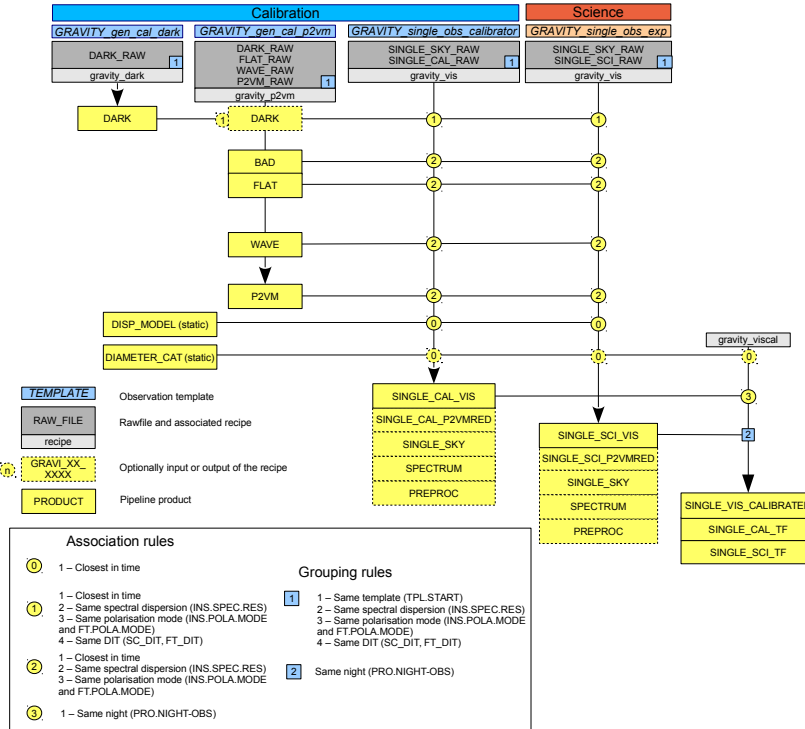 Calibration
Science
GRAVITY_gen_cal_dark
GRAVITY_gen_cal_p2vm
GRAVITY_single_obs_calibrator
GRAVITY_single_obs_exp
DARK_RAW
1
gravity_dark
DARK_RAW
FLAT_RAW
WAVE_RAW
P2VM_RAW
1
gravity_p2vm
SINGLE_SKY_RAW
SINGLE_CAL_RAW
1
gravity_vis
SINGLE_SKY_RAW
SINGLE_SCI_RAW
1
gravity_vis
DARK
1
DARK
1
1
BAD
2
2
FLAT
2
2
WAVE
2
2
P2VM
2
2
DISP_MODEL (static)
0
0
gravity_viscal
DIAMETER_CAT (static)
0
0
0
SINGLE_CAL_VIS
3
SINGLE_CAL_P2VMRED
SINGLE_SKY
SPECTRUM
PREPROC
SINGLE_SCI_VIS
2
SINGLE_SCI_P2VMRED
SINGLE_SKY
SPECTRUM
PREPROC
SINGLE_VIS_CALIBRATED
SINGLE_CAL_TF
SINGLE_SCI_TF
TEMPLATE
Observation template
RAW_FILE
recipe
Rawfile and associated recipe
n
GRAVI_XX_
XXXX
Optionally input or output of the recipe
PRODUCT
Pipeline product
Association rules
0
1 – Closest in time
1
1 – Closest in time
2 – Same spectral dispersion (INS.SPEC.RES)
3 – Same polarisation mode (INS.POLA.MODE
and FT.POLA.MODE)
4 – Same DIT (SC_DIT, FT_DIT)
2
1 – Closest in time
2 – Same spectral dispersion (INS.SPEC.RES)
3 – Same polarisation mode (INS.POLA.MODE
and FT.POLA.MODE)
3
1 – Same night (PRO.NIGHT-OBS)
Grouping rules
1
1 – Same template (TPL.START)
2 – Same spectral dispersion (INS.SPEC.RES)
3 – Same polarisation mode (INS.POLA.MODE
and FT.POLA.MODE)
4 – Same DIT (SC_DIT, FT_DIT)
2
Same night (PRO.NIGHT-OBS)